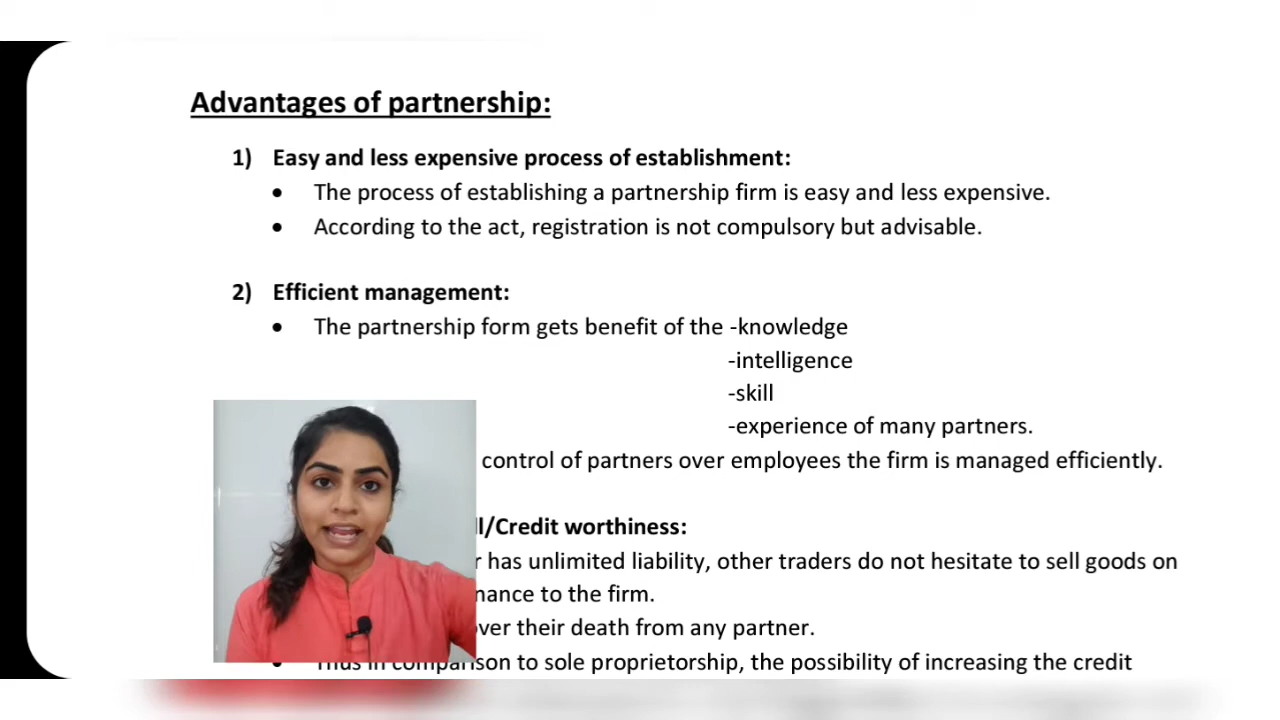 Advantages of partnership:
1) Easy and less expensive process of establishment:
• The process of establishing a partnership firm is easy and less expensive.
• According to the act, registration is not compulsory but advisable.
2) Efficient management:
• The partnership form gets benefit of the -knowledge
-intelligence
-skill
-experience of many partners.
control of partners over employees the firm is managed efficiently.
/Credit worthiness:
has unlimited liability, other traders do not hesitate to sell goods on
to the firm.
their death from any partner.
• Thus in comparison to sole proprietorship, the possibility of increasing the credit